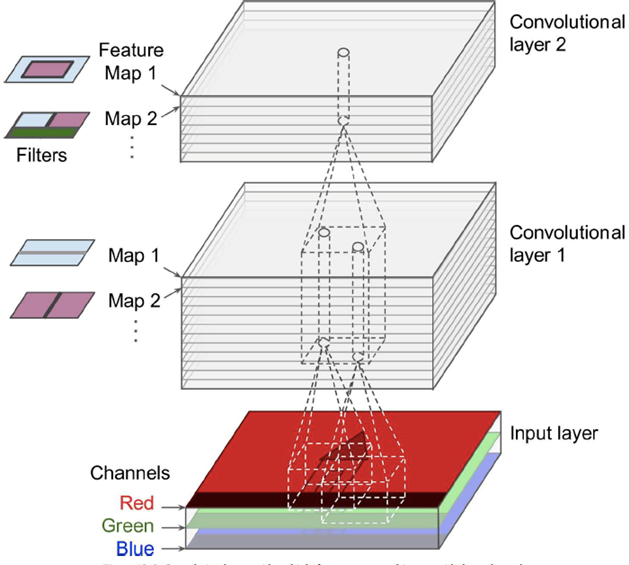 Convolutional
layer 2
Feature
Map 1
Map 2
Filters
Convolutional
layer 1
Map 1
Map 2
Input layer
Channels
Red
Green
Blue